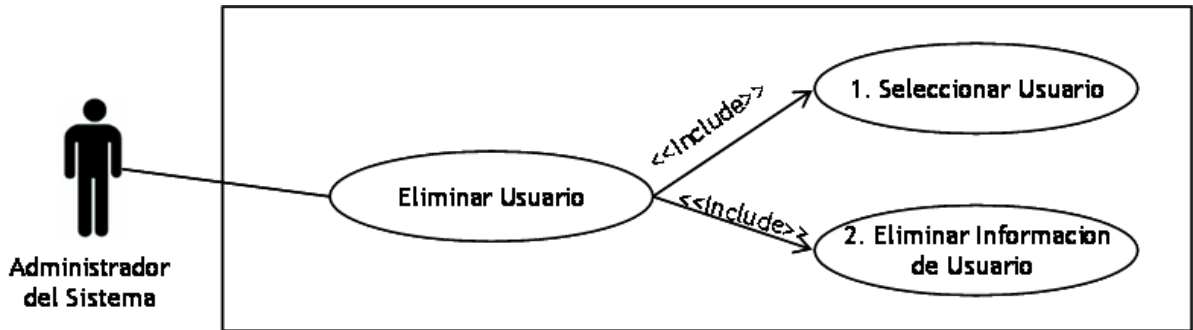 1. Seleccionar Usuario
<<Include>>
Eliminar Usuario
<<Include>>
2. Eliminar Informacion
de Usuario
Administrador
del Sistema